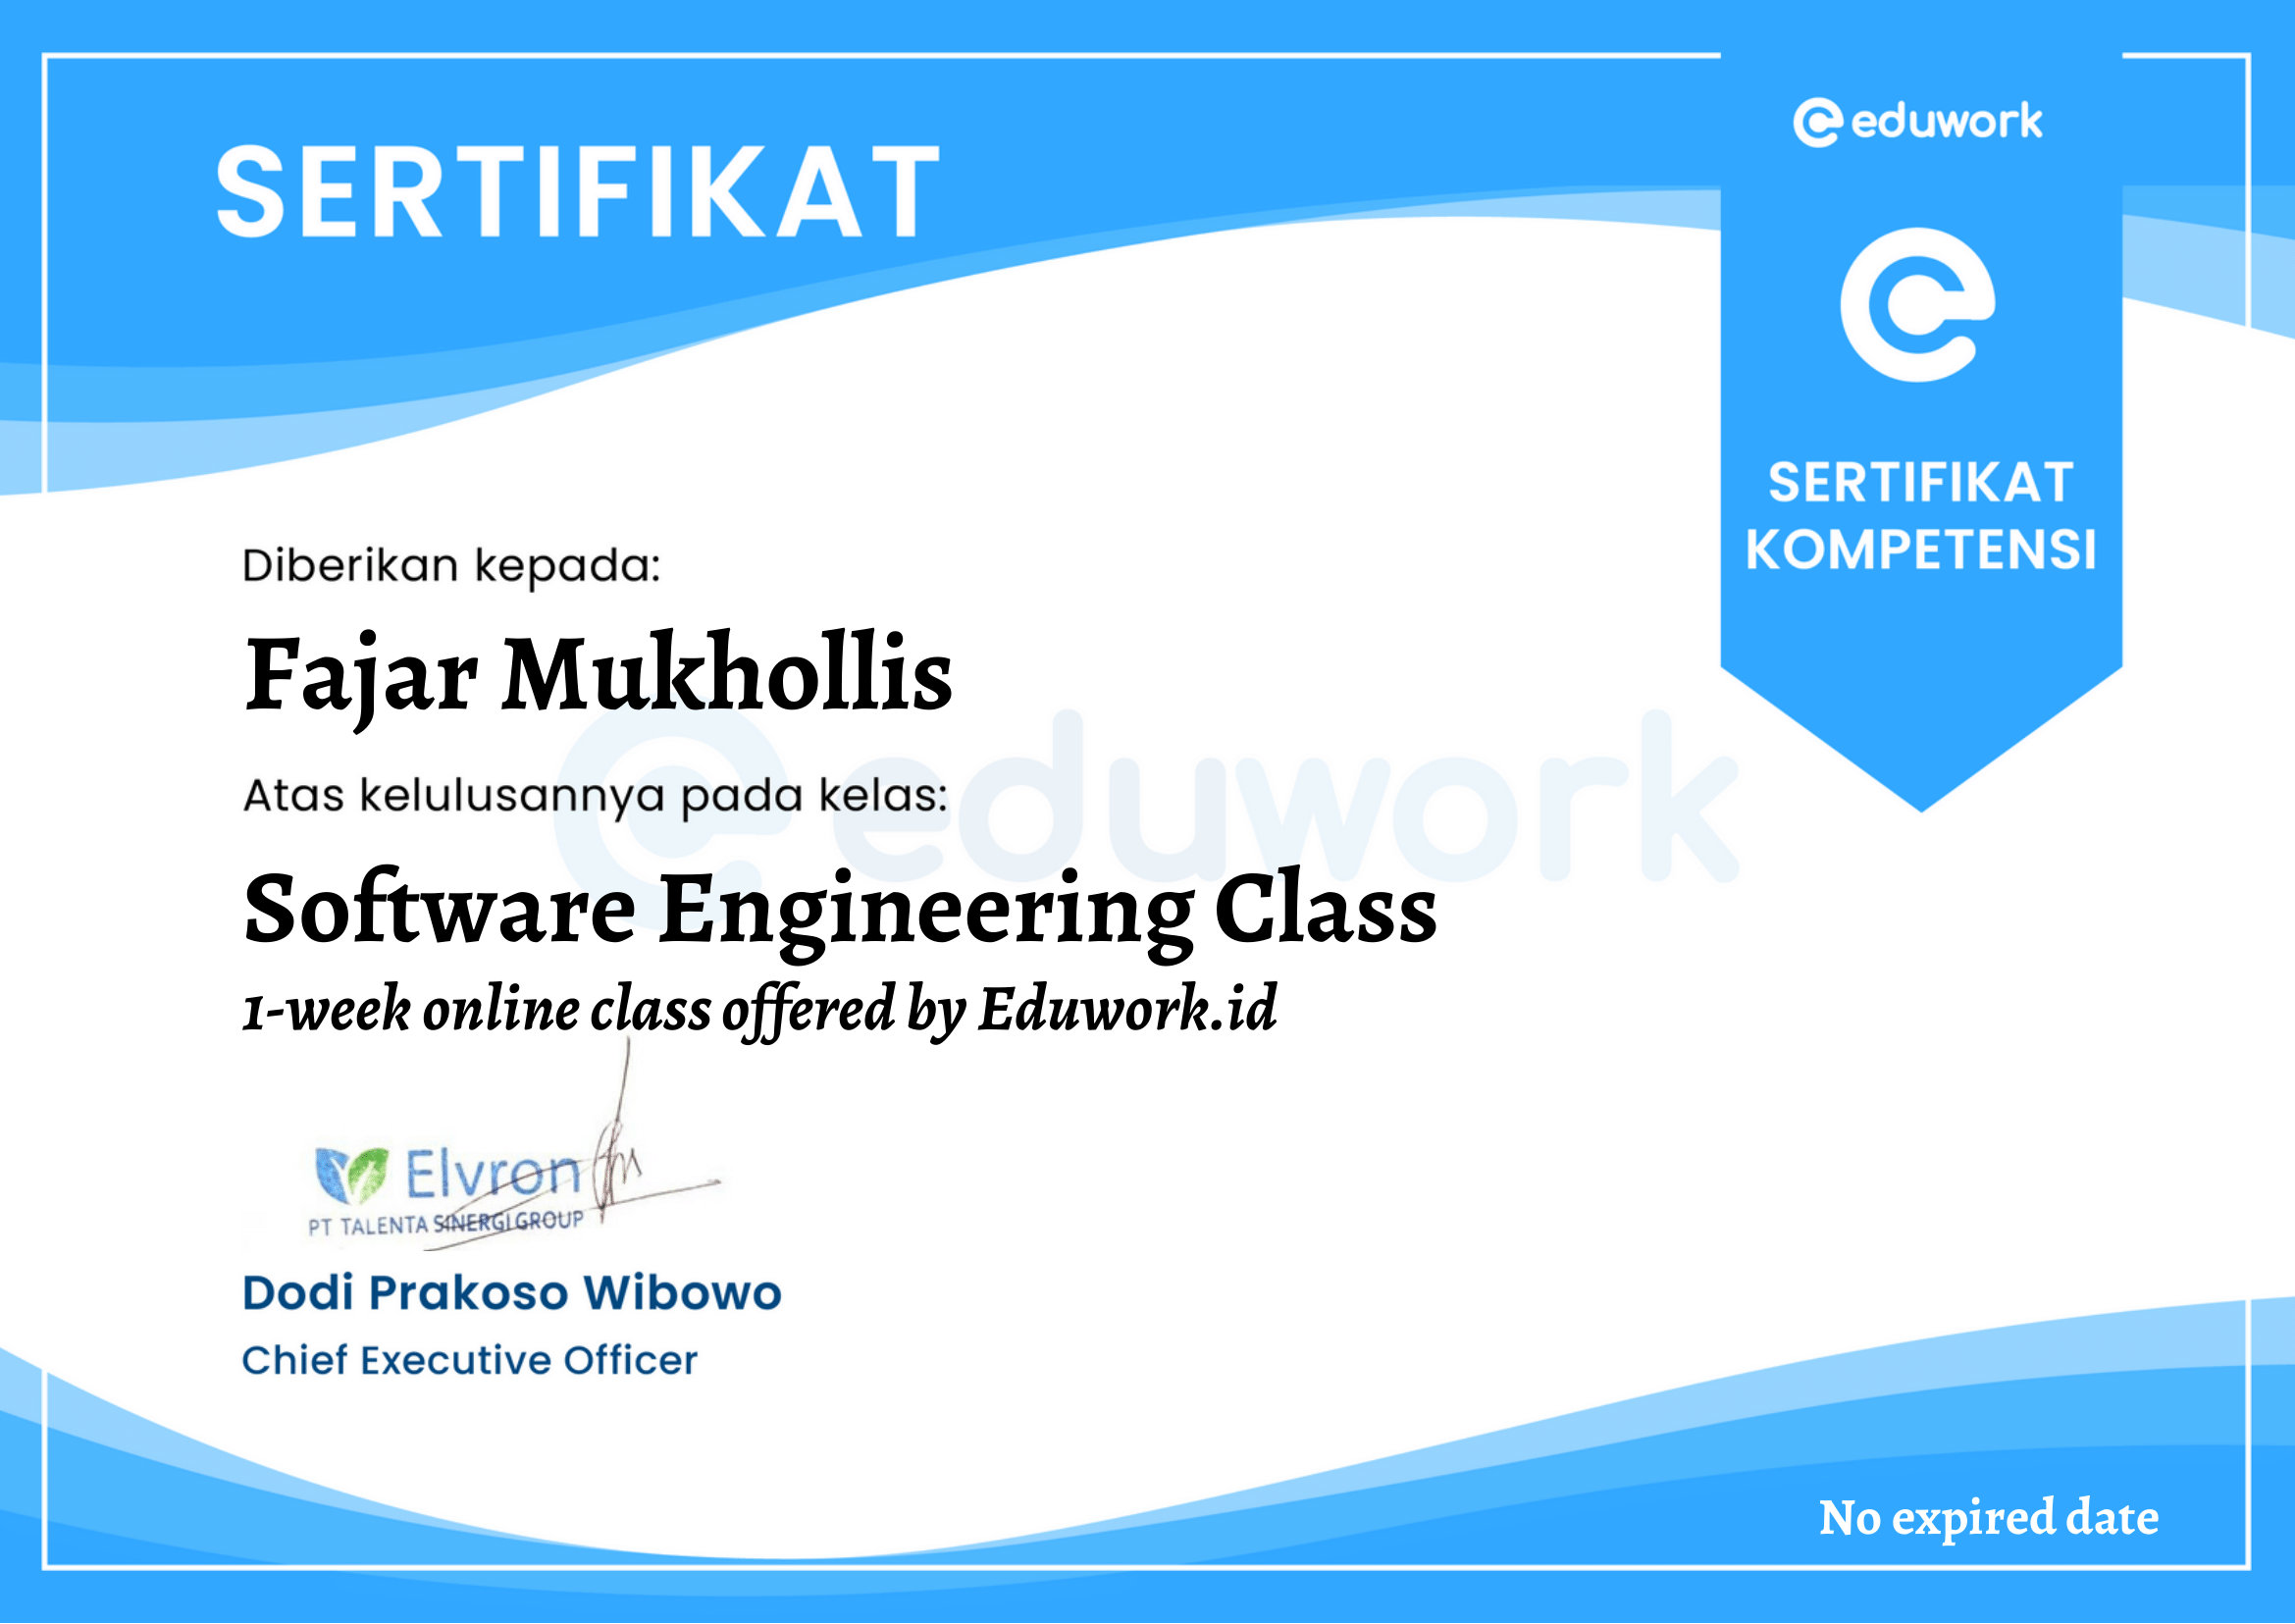 SERTIFIKAT
eduwork
SERTIFIKAT
KOMPETENSI
Diberikan kepada:
Fajar Mukhollis
Atas kelulusannya pada kelas:
eduwork
Software Engineering Class
1-week online class offered by Eduwork.id
Elvron
PT TALENTA SINERGI GROUP
Dodi Prakoso Wibowo
Chief Executive Officer
No expired date